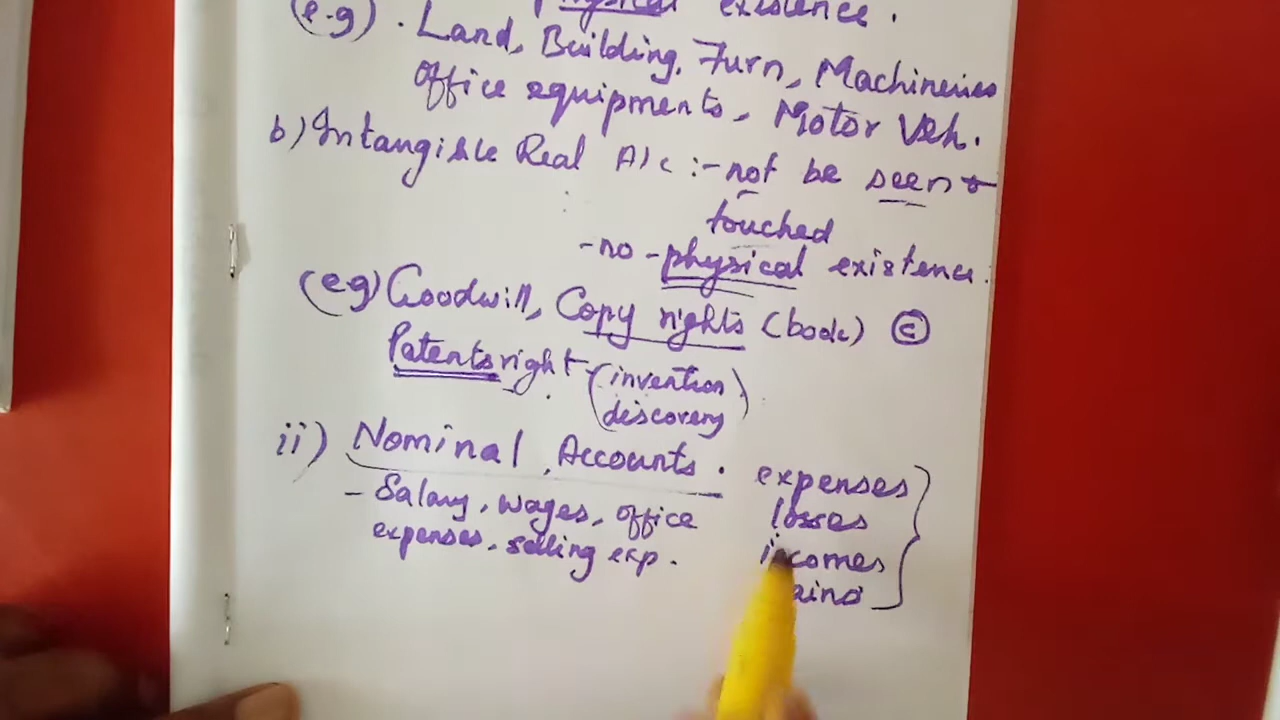 physical existence.
(e.g) . Land, Building, Furn, Machineries
Office equipments, Motor Veh.
b) Intangible Real A/c :- not be seen
touched
- no - physical existence.
(eg) Goodwill, Copy rights (book) ©
Patents right - (invention
discovery)
ii) Nominal Accounts. expenses
- Salary, wages, office losses
expenses, selling exp. incomes